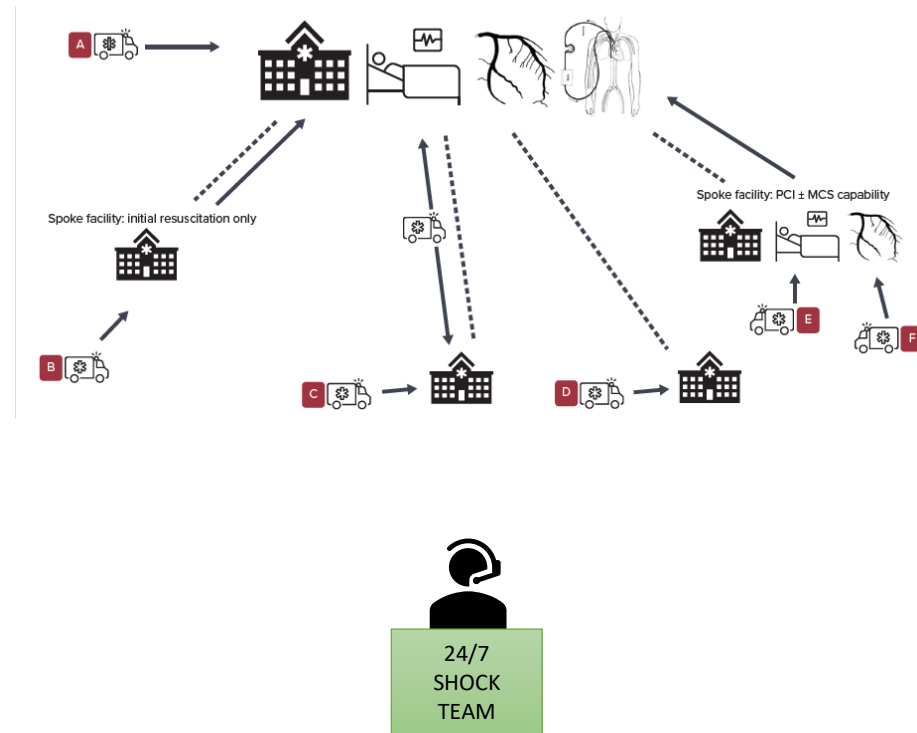 A
Spoke facility: initial resuscitation only
Spoke facility: PCI ± MCS capability
B
C
D
E
F
24/7
SHOCK
TEAM